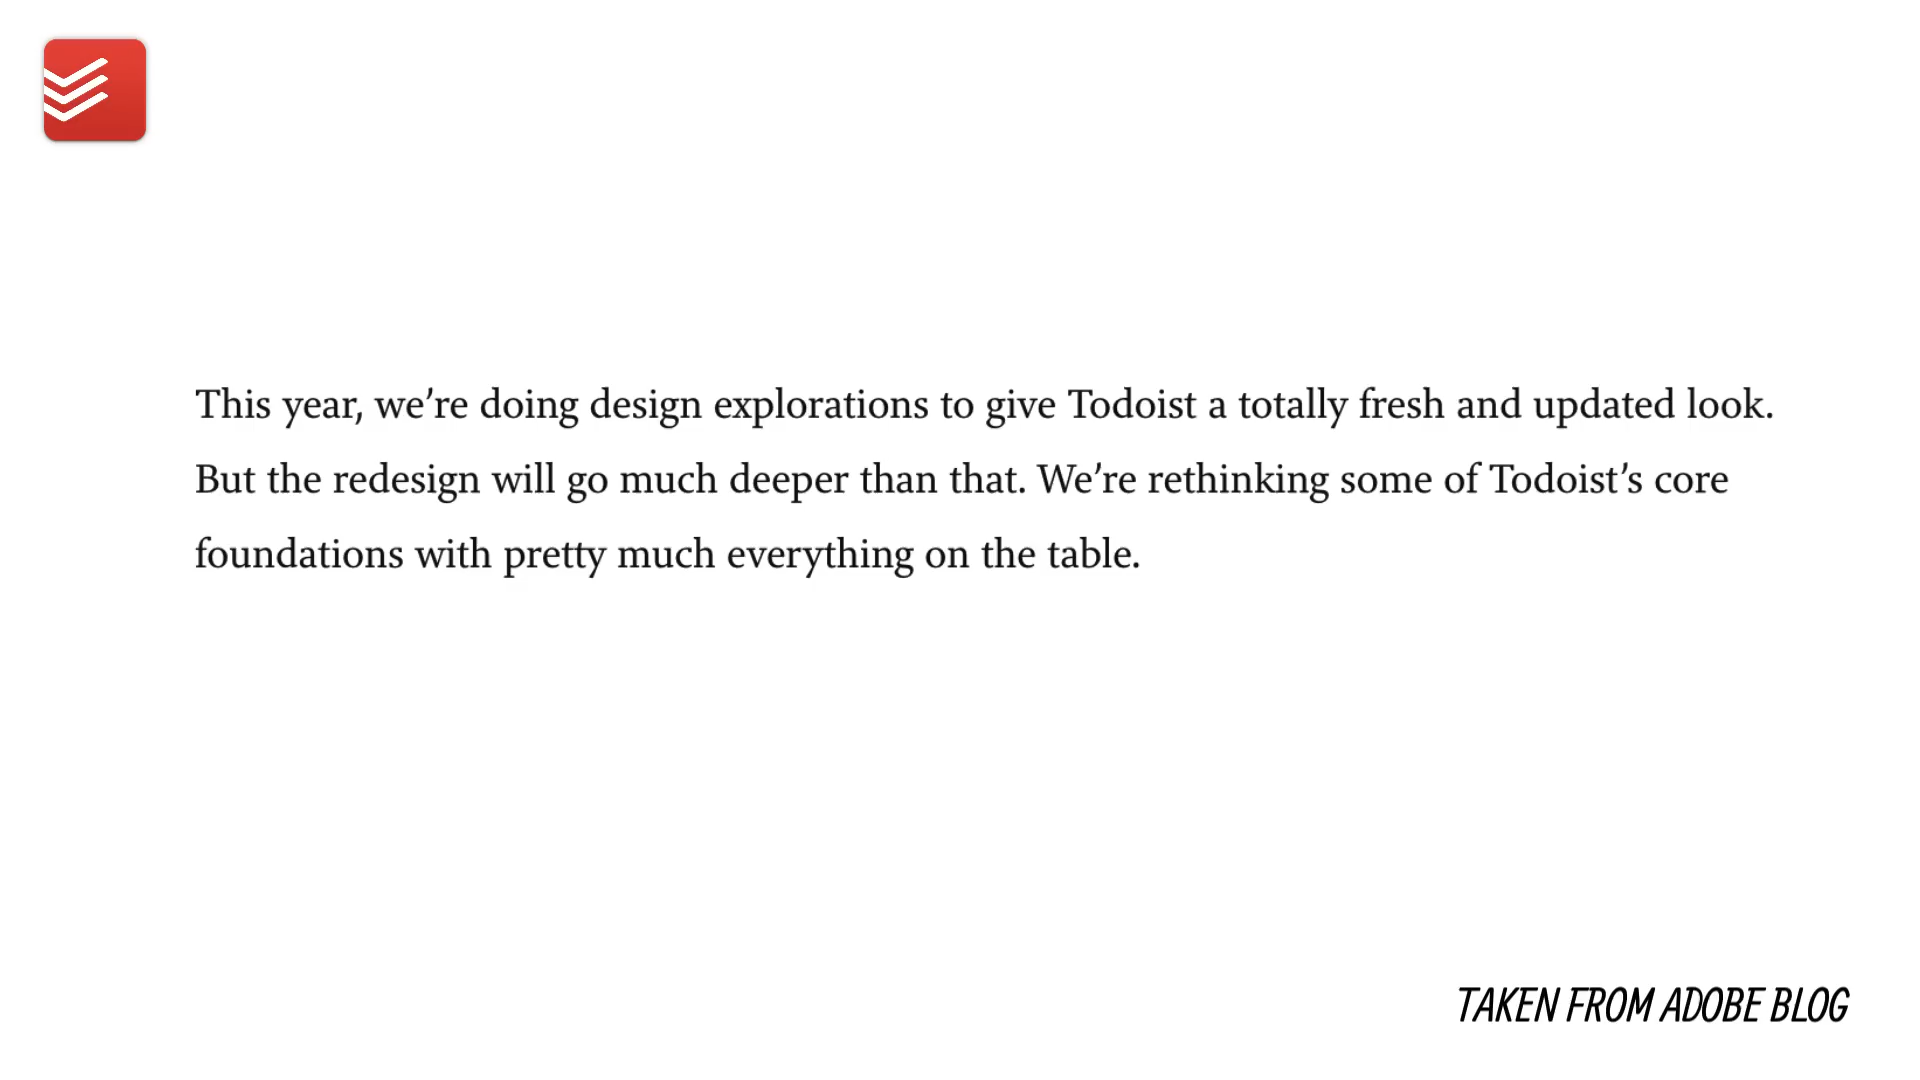 This year, we’re doing design explorations to give Todoist a totally fresh and updated look.
But the redesign will go much deeper than that. We’re rethinking some of Todoist’s core
foundations with pretty much everything on the table.
TAKEN FROM ADOBE BLOG